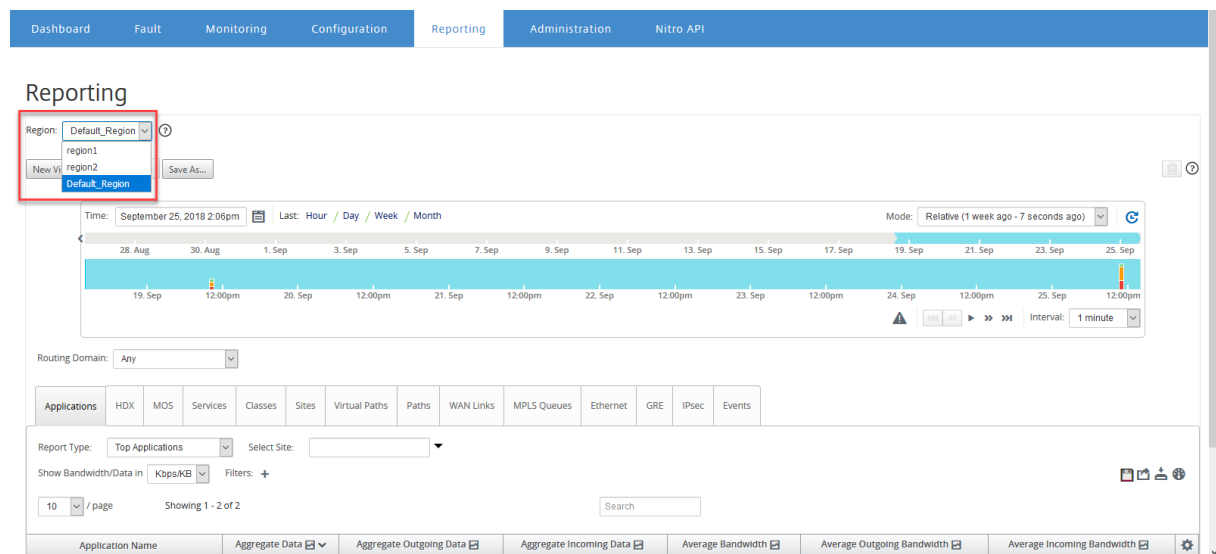 Dashboard Fault Monitoring Configuration Reporting Administration Nitro API
Reporting
Region: Default_Region ?
region1
New Vi region2 Save As... ?
Default_Region
Time: September 25, 2018 2:06pm Last: Hour / Day / Week / Month Mode: Relative (1 week ago - 7 seconds ago)
28. Aug 30. Aug 1. Sep 3. Sep 5. Sep 7. Sep 9. Sep 11. Sep 13. Sep 15. Sep 17. Sep 19. Sep 21. Sep 23. Sep 25. Sep
19. Sep 12:00pm 20. Sep 12:00pm 21. Sep 12:00pm 22. Sep 12:00pm 23. Sep 12:00pm 24. Sep 12:00pm 25. Sep 12:00pm
Interval: 1 minute
Routing Domain: Any
Applications HDX MOS Services Classes Sites Virtual Paths Paths WAN Links MPLS Queues Ethernet GRE IPsec Events
Report Type: Top Applications Select Site:
Show Bandwidth/Data in Kbps/KB Filters: +
10 / page Showing 1 - 2 of 2 Search
Application Name Aggregate Data Aggregate Outgoing Data Aggregate Incoming Data Average Bandwidth Average Outgoing Bandwidth Average Incoming Bandwidth